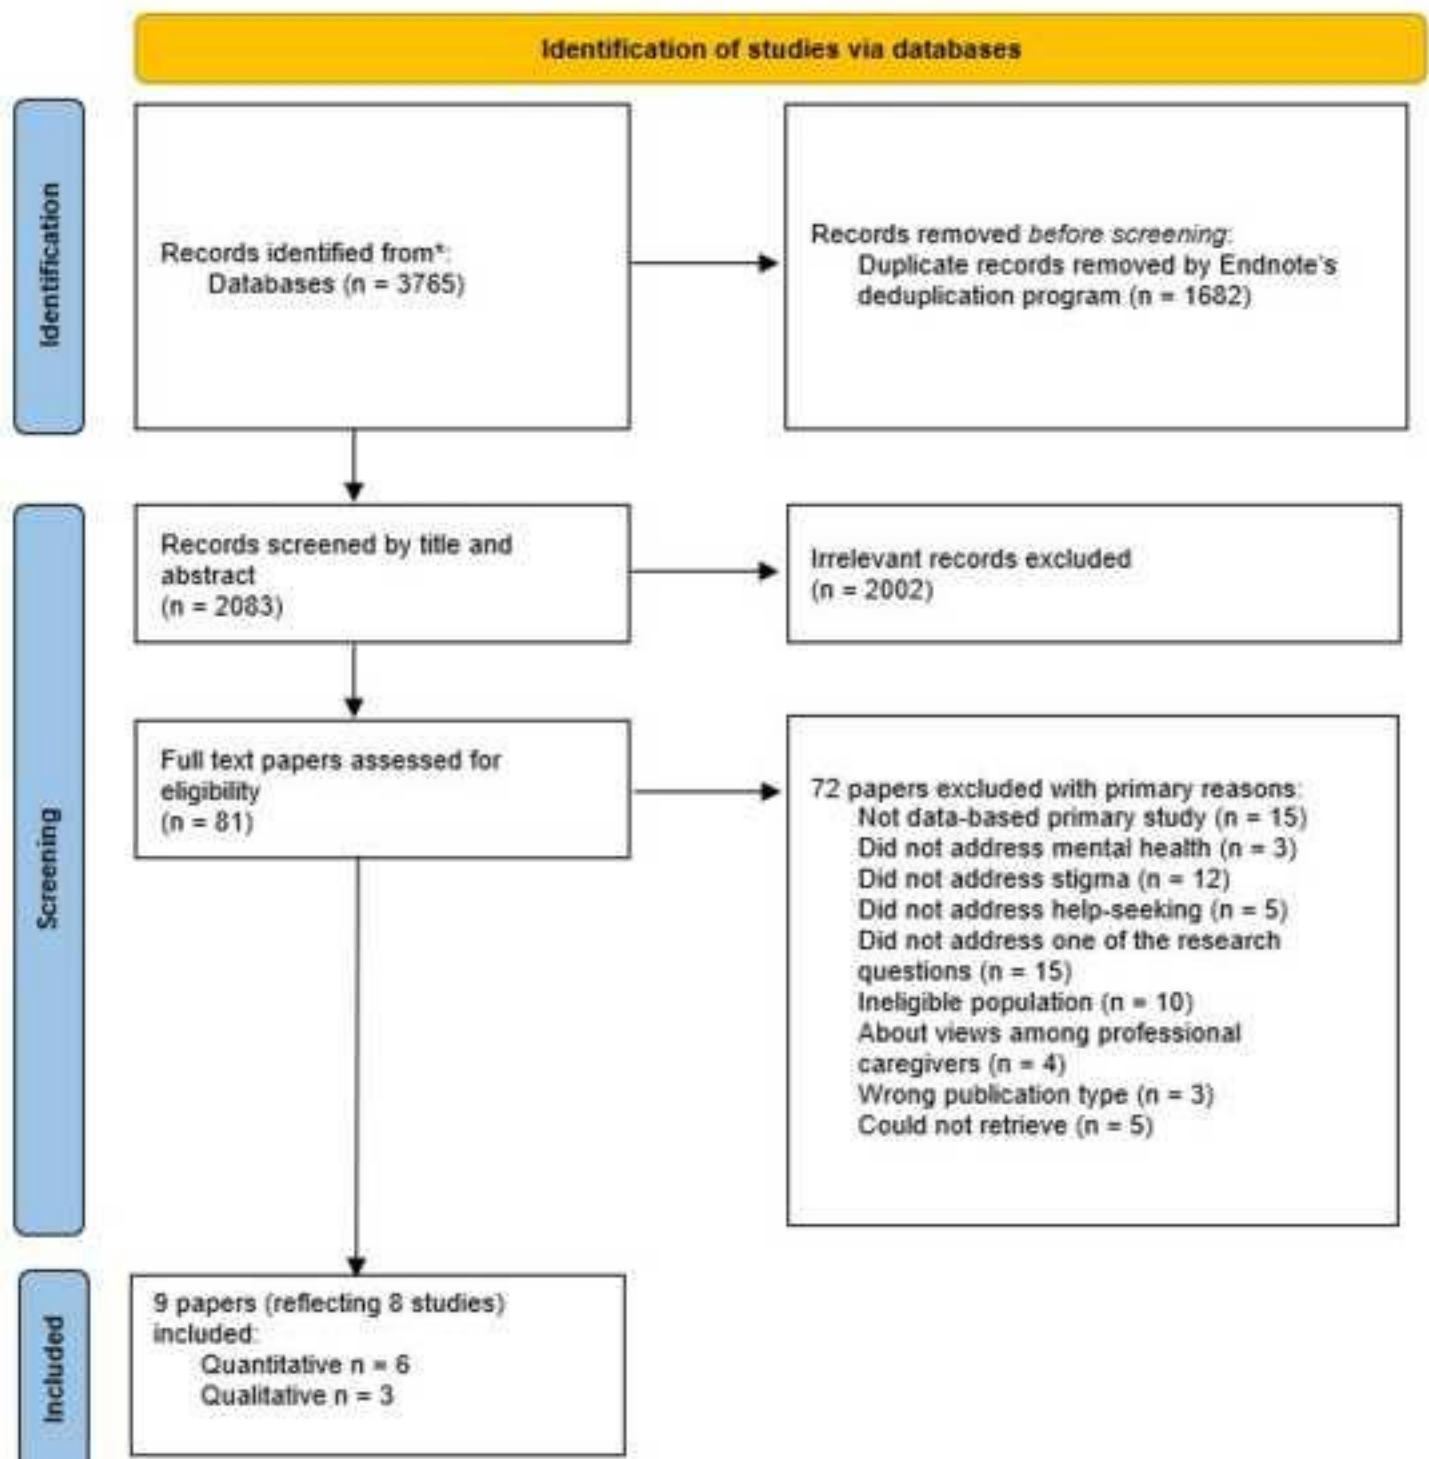 Identification of studies via databases
Identification
Records identified from*:
Databases (n = 3765)
Records removed before screening:
Duplicate records removed by Endnote's
deduplication program (n = 1682)
Screening
Records screened by title and
abstract
(n = 2083)
Irrelevant records excluded
(n = 2002)
Full text papers assessed for
eligibility
(n = 81)
72 papers excluded with primary reasons:
Not data-based primary study (n = 15)
Did not address mental health (n = 3)
Did not address stigma (n = 12)
Did not address help-seeking (n = 5)
Did not address one of the research
questions (n = 15)
Ineligible population (n = 10)
About views among professional
caregivers (n = 4)
Wrong publication type (n = 3)
Could not retrieve (n = 5)
Included
9 papers (reflecting 8 studies)
included:
Quantitative n = 6
Qualitative n = 3